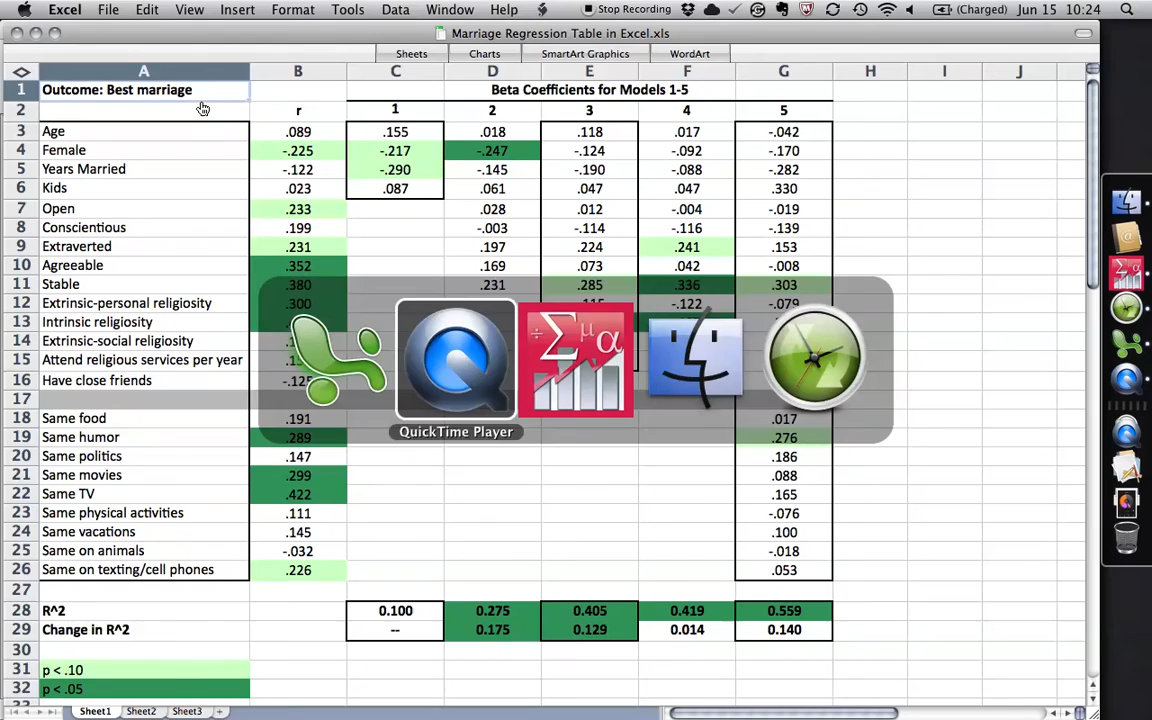 Excel File Edit View Insert Format Tools Data Window Help Stop Recording (Charged) Jun 15 10:24
Marriage Regression Table in Excel.xls
Sheets Charts SmartArt Graphics WordArt
A B C D E F G H I J
1 Outcome: Best marriage Beta Coefficients for Models 1-5
2 r 1 2 3 4 5
3 Age .089 .155 .018 .118 .017 -.042
4 Female -.225 -.217 -.247 -.124 -.092 -.170
5 Years Married -.122 -.290 -.145 -.190 -.088 -.282
6 Kids .023 .087 .061 .047 .047 .330
7 Open .233 .028 .012 -.004 -.019
8 Conscientious .199 -.003 -.114 -.116 -.139
9 Extraverted .231 .197 .224 .241 .153
10 Agreeable .352 .169 .073 .042 -.008
11 Stable .380 .231 .285 .336 .303
12 Extrinsic-personal religiosity .300 -.122 -.079
13 Intrinsic religiosity
14 Extrinsic-social religiosity
15 Attend religious services per year
16 Have close friends
17
18 Same food .191 .017
19 Same humor .289 .276
20 Same politics .147 .186
21 Same movies .299 .088
22 Same TV .422 .165
23 Same physical activities .111 -.076
24 Same vacations .145 .100
25 Same on animals -.032 -.018
26 Same on texting/cell phones .226 .053
27
28 R^2 0.100 0.275 0.405 0.419 0.559
29 Change in R^2 -- 0.175 0.129 0.014 0.140
30
31 p < .10
32 p < .05
÷ Σ μ α
QuickTime Player
Sheet1 Sheet2 Sheet3 +